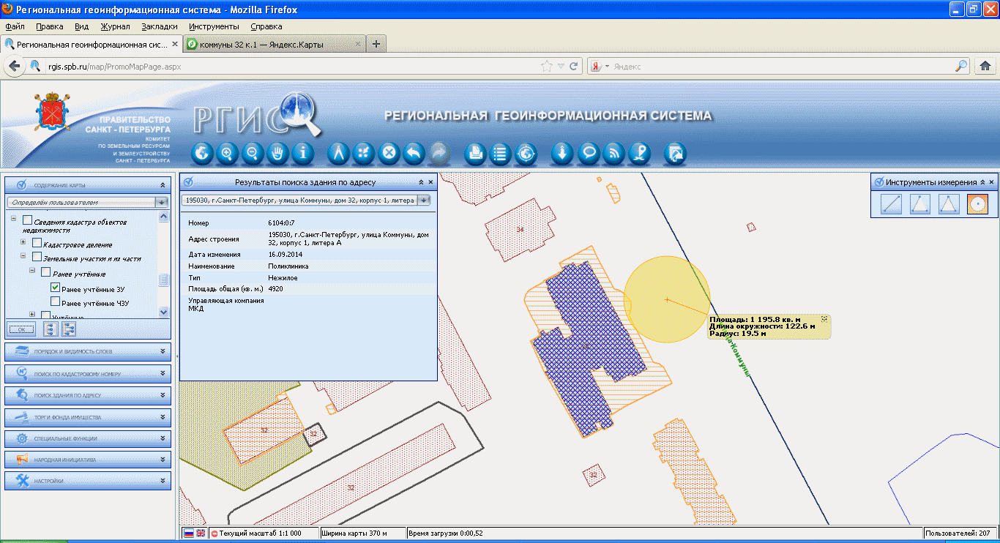 Региональная геоинформационная система - Mozilla Firefox
Файл Правка Вид Журнал Закладки Инструменты Справка
Региональная геоинформационная сис... коммуны 32 к.1 — Яндекс.Карты
rgis.spb.ru/map/PromoMapPage.aspx Яндекс
ПРАВИТЕЛЬСТВО
САНКТ - ПЕТЕРБУРГА
КОМИТЕТ
ПО ЗЕМЕЛЬНЫМ РЕСУРСАМ
И ЗЕМЛЕУСТРОЙСТВУ
САНКТ - ПЕТЕРБУРГА
РГИС
РЕГИОНАЛЬНАЯ ГЕОИНФОРМАЦИОННАЯ СИСТЕМА
СОДЕРЖАНИЕ КАРТЫ
Определён пользователем
Сведения кадастра объектов
недвижимости
Кадастровое деление
Земельные участки и их части
Ранее учтённые
Ранее учтённые ЗУ
Ранее учтённые ЧЗУ
Учтённые
ОК
ПОРЯДОК И ВИДИМОСТЬ СЛОЕВ
ПОИСК ПО КАДАСТРОВОМУ НОМЕРУ
ПОИСК ЗДАНИЯ ПО АДРЕСУ
ТОРГИ ФОНДА ИМУЩЕСТВА
СПЕЦИАЛЬНЫЕ ФУНКЦИИ
НАРОДНАЯ ИНИЦИАТИВА
НАСТРОЙКИ
Результаты поиска здания по адресу
195030, г.Санкт-Петербург, улица Коммуны, дом 32, корпус 1, литера
Номер 6104:0:7
Адрес строения 195030, г.Санкт-Петербург, улица Коммуны, дом
32, корпус 1, литера А
Дата изменения 16.09.2014
Наименование Поликлиника
Тип Нежилое
Площадь общая (кв. м.) 4920
Управляющая компания
МКД
Инструменты измерения
34
Площадь: 1 195.8 кв. м
Длина окружности: 122.6 м
Радиус: 19.5 м
Коммуны
32
32
32
32
Текущий масштаб 1:1 000 Ширина карты 370 м Время загрузки 0:00,52 Пользователей: 207